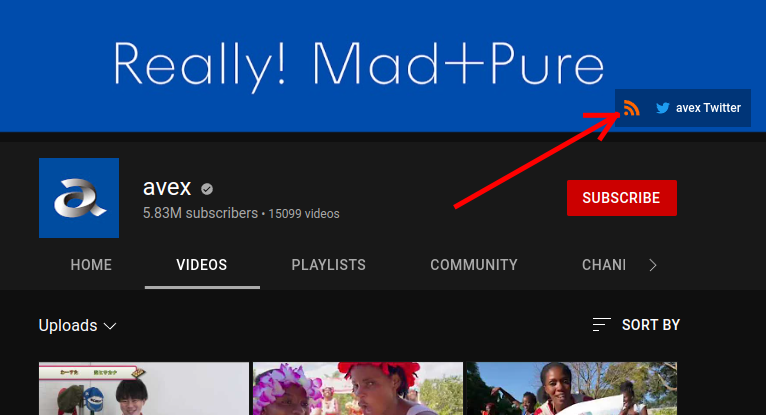 Really! Mad+Pure
avex Twitter
avex
5.83M subscribers • 15099 videos
SUBSCRIBE
HOME
VIDEOS
PLAYLISTS
COMMUNITY
CHANI
Uploads
SORT BY